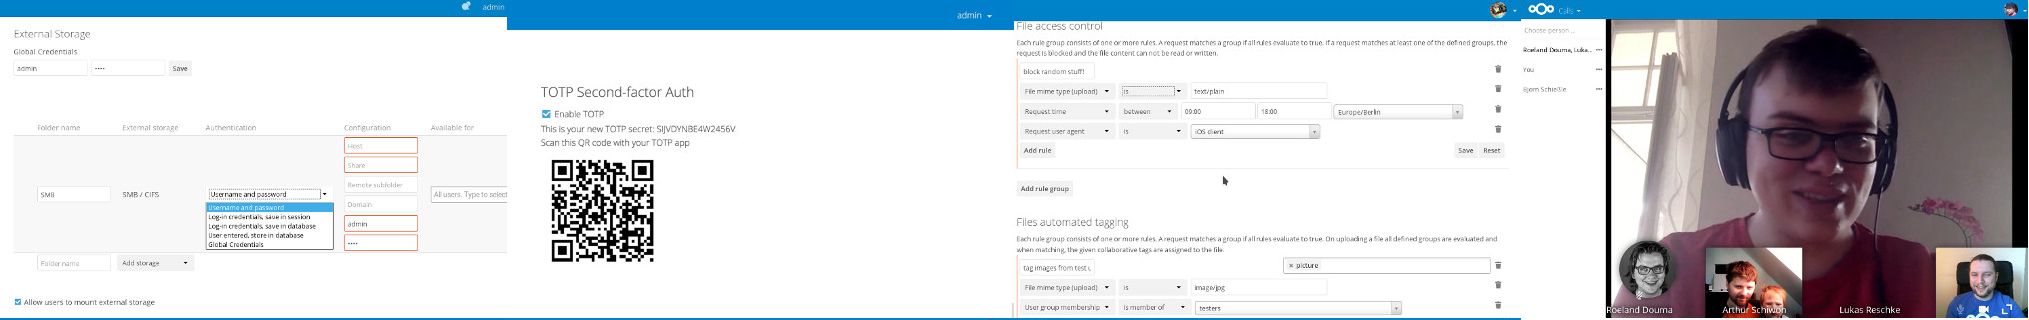 admin
External Storage
Global Credentials
admin
Save
Folder name
External storage
Authentication
Configuration
Available for
Host
Share
Remote subfolder
Domain
SMB
SMB / CIFS
Username and password
All users. Type to select
Username and password
Log-in credentials, save in session
Log-in credentials, save in database
User entered, store in database
Global Credentials
admin
Folder name
Add storage
Allow users to mount external storage
admin
TOTP Second-factor Auth
Enable TOTP
This is your new TOTP secret: SIJVDYNBE4W2456V
Scan this QR code with your TOTP app
File access control
Each rule group consists of one or more rules. A request matches a group if all rules evaluate to true. If a request matches at least one of the defined groups, the
request is blocked and the file content can not be read or written.
block random stuff!
File mime type (upload) is text/plain
Request time between 09:00 18:00 Europe/Berlin
Request user agent is iOS client
Add rule Save Reset
Add rule group
Files automated tagging
Each rule group consists of one or more rules. A request matches a group if all rules evaluate to true. On uploading a file all defined groups are evaluated and
when matching, the given collaborative tags are assigned to the file.
tag images from test × picture
File mime type (upload) is image/jpg
User group membership is member of testers
Calls
Choose person ...
Roeland Douma, Luka...
You
Roeland Douma
Arthur Schiwon
Lukas Reschke